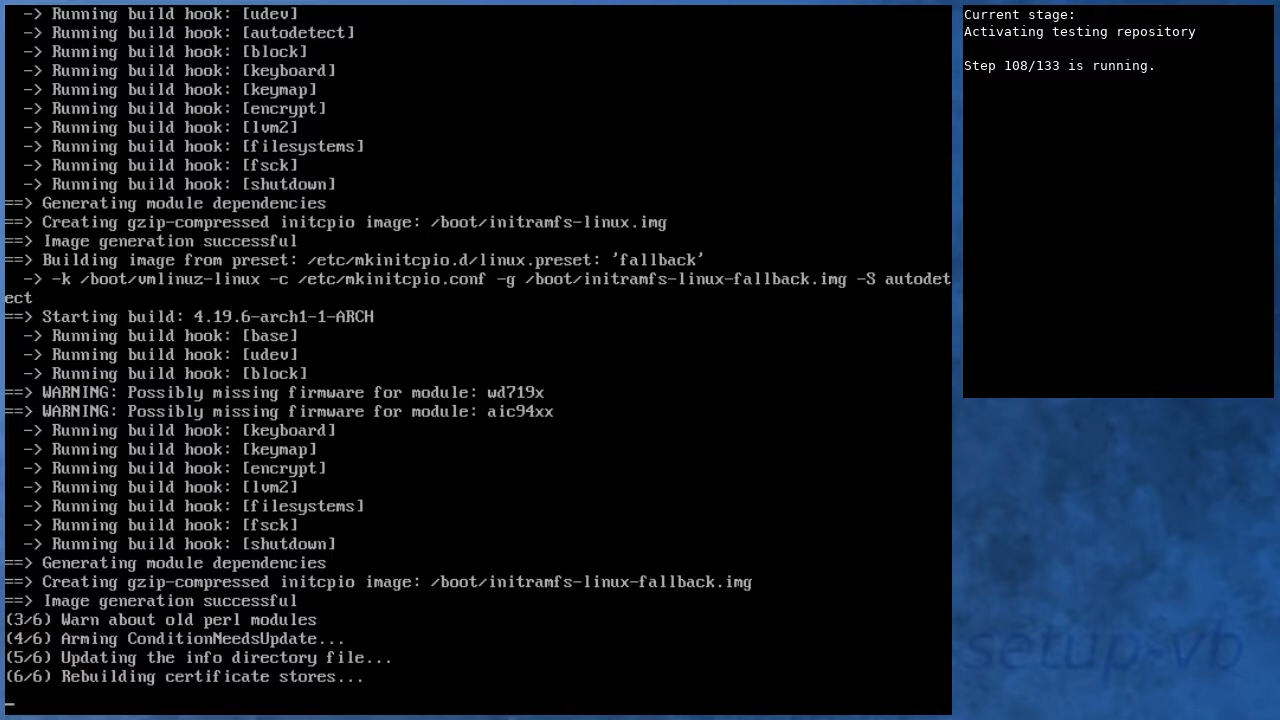 -> Running build hook: [udev]
-> Running build hook: [autodetect]
-> Running build hook: [block]
-> Running build hook: [keyboard]
-> Running build hook: [keymap]
-> Running build hook: [encrypt]
-> Running build hook: [lvm2]
-> Running build hook: [filesystems]
-> Running build hook: [fsck]
-> Running build hook: [shutdown]
==> Generating module dependencies
==> Creating gzip-compressed initcpio image: /boot/initramfs-linux.img
==> Image generation successful
==> Building image from preset: /etc/mkinitcpio.d/linux.preset: 'fallback'
-> -k /boot/vmlinuz-linux -c /etc/mkinitcpio.conf -g /boot/initramfs-linux-fallback.img -S autodet
ect
==> Starting build: 4.19.6-arch1-1-ARCH
-> Running build hook: [base]
-> Running build hook: [udev]
-> Running build hook: [block]
==> WARNING: Possibly missing firmware for module: wd719x
==> WARNING: Possibly missing firmware for module: aic94xx
-> Running build hook: [keyboard]
-> Running build hook: [keymap]
-> Running build hook: [encrypt]
-> Running build hook: [lvm2]
-> Running build hook: [filesystems]
-> Running build hook: [fsck]
-> Running build hook: [shutdown]
==> Generating module dependencies
==> Creating gzip-compressed initcpio image: /boot/initramfs-linux-fallback.img
==> Image generation successful
(3/6) Warn about old perl modules
(4/6) Arming ConditionNeedsUpdate...
(5/6) Updating the info directory file...
(6/6) Rebuilding certificate stores...
_
Current stage:
Activating testing repository
Step 108/133 is running.
setup-vb